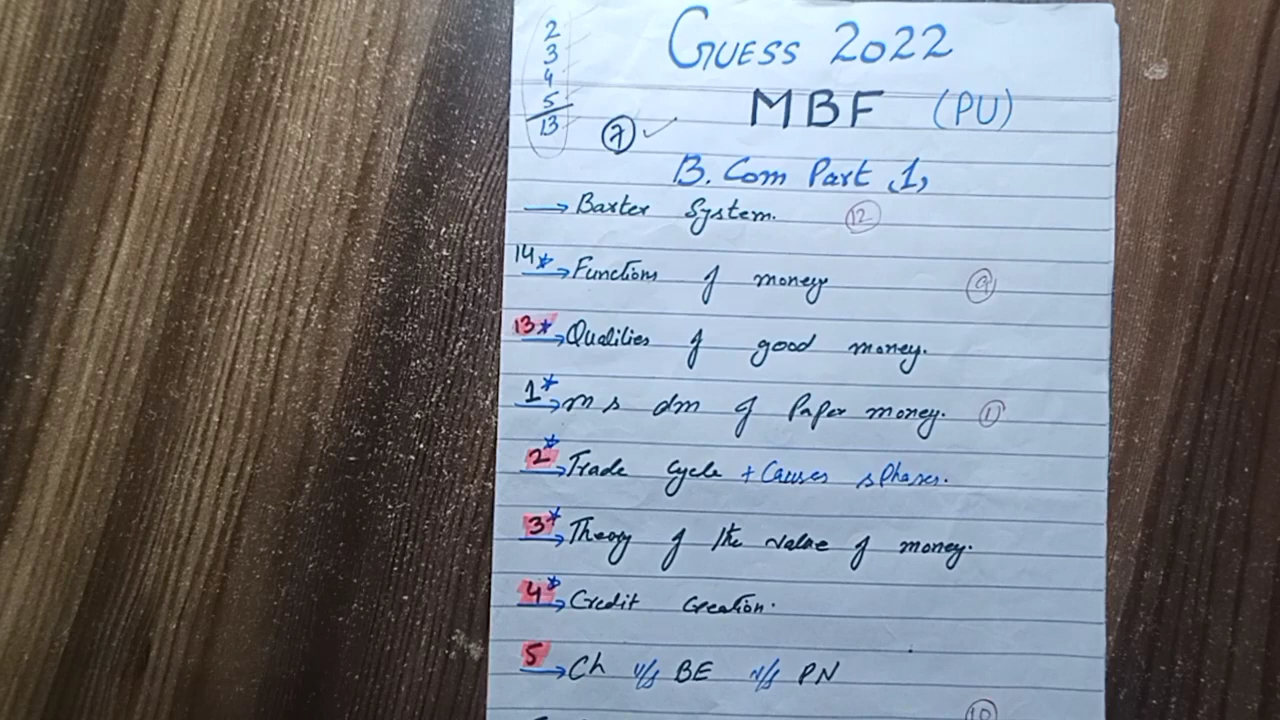 2
3
4
5
13
GUESS 2022
MBF (PU)
7
B. Com Part 1,
→ Barter System. 12
14* → Functions of money 9
13* → Qualities of good money.
1* → m s dm of Paper money. 11
2* → Trade Cycle + Causes s Phases.
3* → Theory of the value of money.
4* → Credit Creation.
5 → Ch v/s BE v/s PN
10